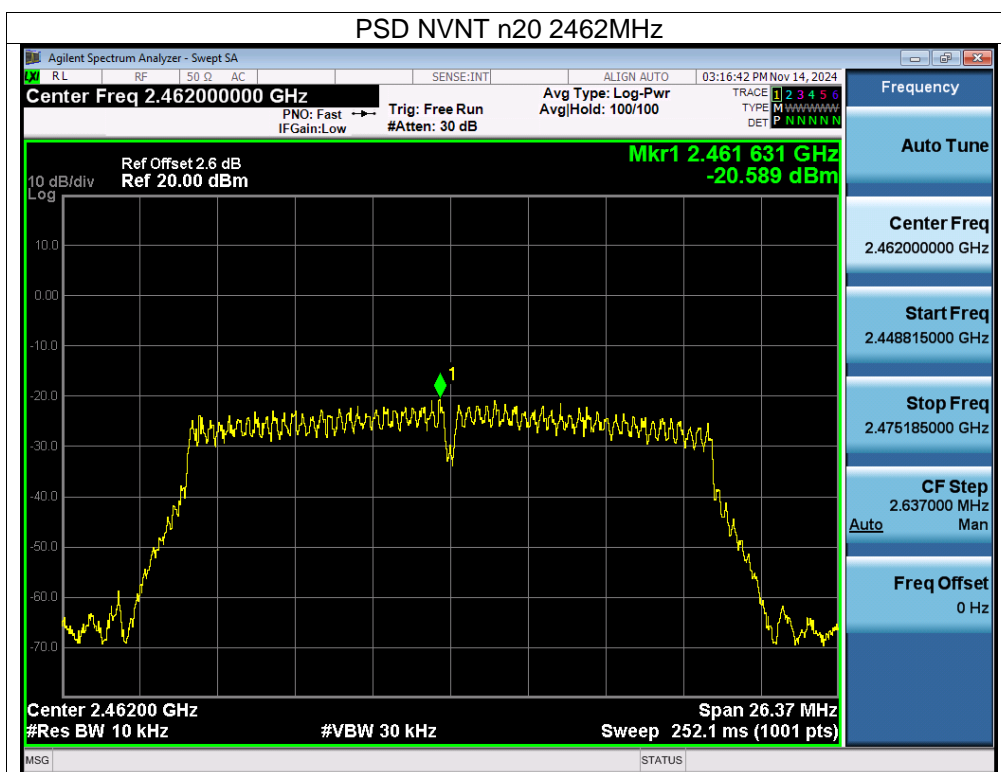 PSD NVNT n20 2462MHz
Agilent Spectrum Analyzer - Swept SA
LXI RL RF 50 Ω AC SENSE:INT ALIGN AUTO 03:16:42 PM Nov 14, 2024
Center Freq 2.462000000 GHz
PNO: Fast
IFGain:Low
Trig: Free Run
#Atten: 30 dB
Avg Type: Log-Pwr
Avg|Hold: 100/100
TRACE 1 2 3 4 5 6
TYPE M WWWWW
DET P N N N N N
Mkr1 2.461 631 GHz
-20.589 dBm
Ref Offset 2.6 dB
10 dB/div Ref 20.00 dBm
Log
10.0
0.00
-10.0
1
-20.0
-30.0
-40.0
-50.0
-60.0
-70.0
Center 2.46200 GHz Span 26.37 MHz
#Res BW 10 kHz #VBW 30 kHz Sweep 252.1 ms (1001 pts)
MSG STATUS
Frequency
Auto Tune
Center Freq
2.462000000 GHz
Start Freq
2.448815000 GHz
Stop Freq
2.475185000 GHz
CF Step
2.637000 MHz
Auto Man
Freq Offset
0 Hz